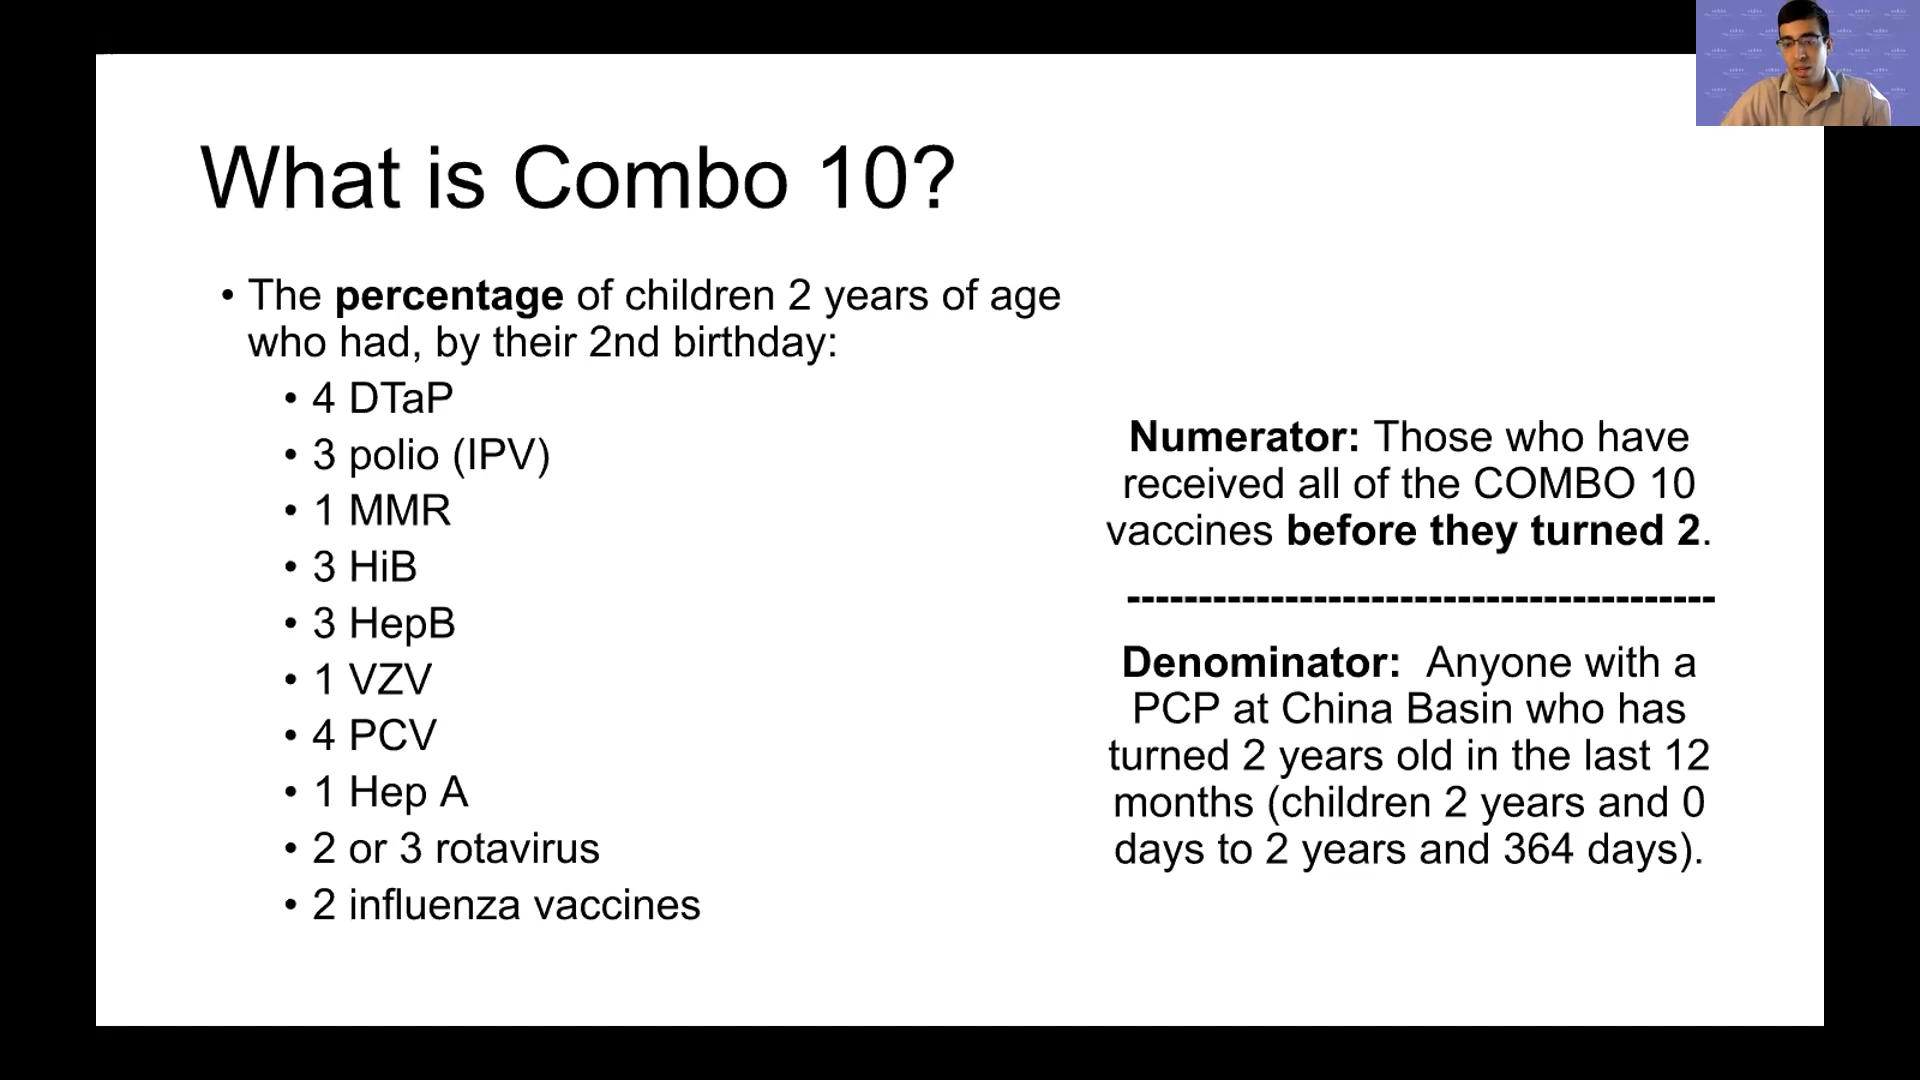 What is Combo 10?
• The percentage of children 2 years of age
who had, by their 2nd birthday:
• 4 DTaP
• 3 polio (IPV)
• 1 MMR
• 3 HiB
• 3 HepB
• 1 VZV
• 4 PCV
• 1 Hep A
• 2 or 3 rotavirus
• 2 influenza vaccines
Numerator: Those who have
received all of the COMBO 10
vaccines before they turned 2.
-----------------------------------------
Denominator:  Anyone with a
PCP at China Basin who has
turned 2 years old in the last 12
months (children 2 years and 0
days to 2 years and 364 days).